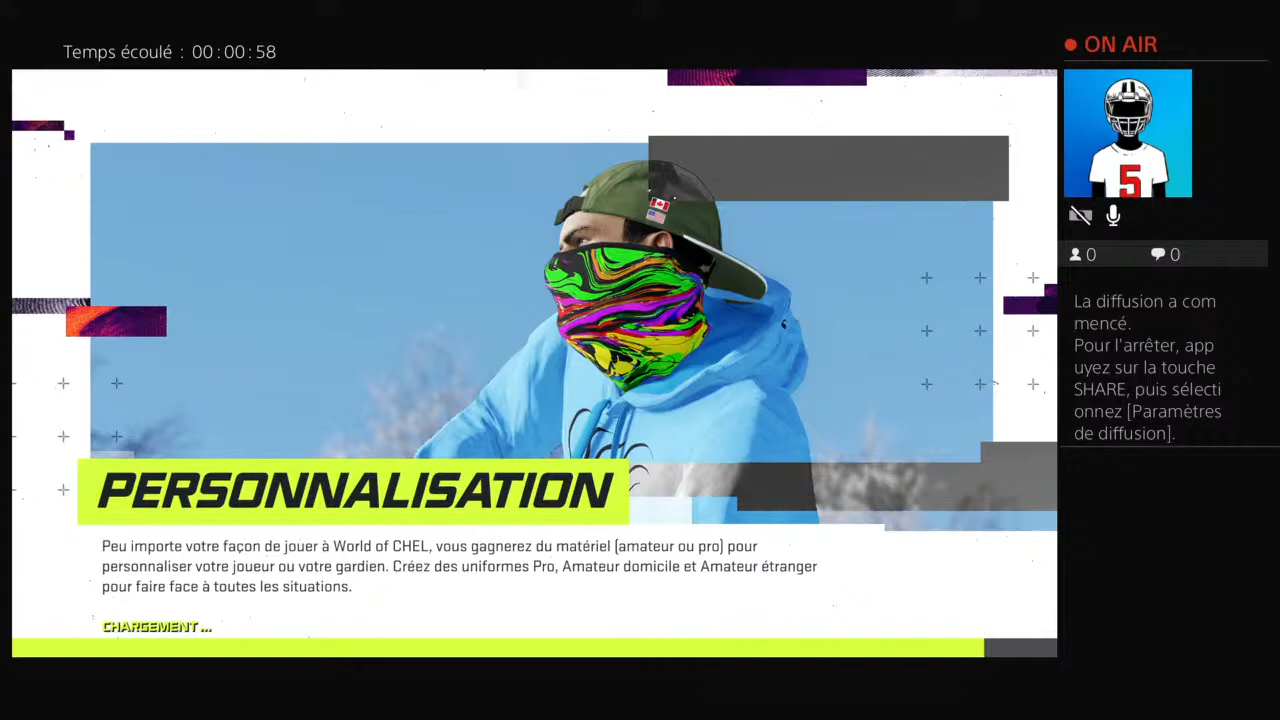 Temps écoulé : 00:00:58
ON AIR
5
0
0
La diffusion a com
mencé.
Pour l'arrêter, app
uyez sur la touche
SHARE, puis sélecti
onnez [Paramètres
de diffusion].
PERSONNALISATION
Peu importe votre façon de jouer à World of CHEL, vous gagnerez du matériel (amateur ou pro) pour
personnaliser votre joueur ou votre gardien. Créez des uniformes Pro, Amateur domicile et Amateur étranger
pour faire face à toutes les situations.
CHARGEMENT ...